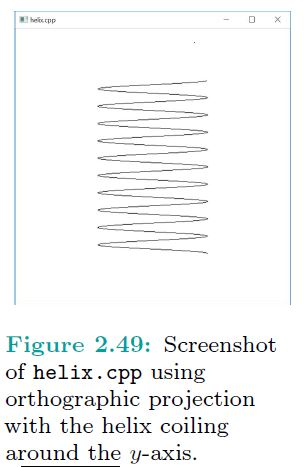 helix.cpp
Figure 2.49: Screenshot
of helix.cpp using
orthographic projection
with the helix coiling
around the y-axis.